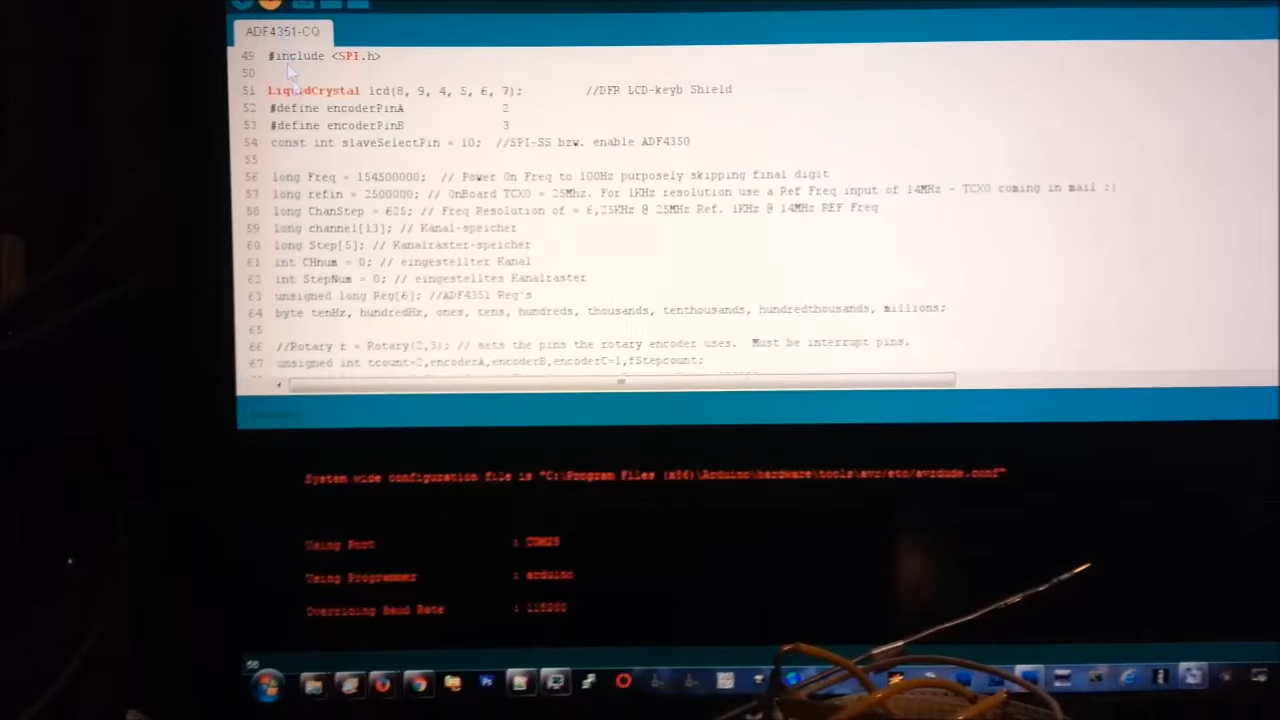 ADF4351-CQ
49 #include <SPI.h>
50
51 LiquidCrystal lcd(8, 9, 4, 5, 6, 7); //DFR LCD-keyb Shield
52 #define encoderPinA 2
53 #define encoderPinB 3
54 const int slaveSelectPin = 10; //SPI-SS bzw. enable ADF4350
55
56 long Freq = 154500000; // Power On Freq to 100Hz purposely skipping final digit
57 long refin = 2500000; // OnBoard TCXO = 25Mhz. For 1KHz resolution use a Ref Freq input of 14MHz - TCXO coming in mail :|
58 long ChanStep = 625; // Freq Resolution of = 6,25KHz @ 25MHz Ref. 1KHz @ 14MHz REF Freq
59 long channel[13]; // Kanal-speicher
60 long Step[5]; // Kanalraster-speicher
61 int CHnum = 0; // eingestellter Kanal
62 int StepNum = 0; // eingestelltes Kanalraster
63 unsigned long Reg[6]; //ADF4351 Reg's
64 byte tenHz, hundredHz, ones, tens, hundreds, thousands, tenthousands, hundredthousands, millions;
65
66 //Rotary r = Rotary(2,3); // sets the pins the rotary encoder uses. Must be interrupt pins.
67 unsigned int tcount=0,encoderA,encoderB,encoderC=1,fStepcount;
System wide configuration file is "C:\Program Files (x86)\Arduino\hardware\tools\avr/etc/avrdude.conf"
Using Port :
Using Programmer : arduino
Overriding Baud Rate : 115200
56